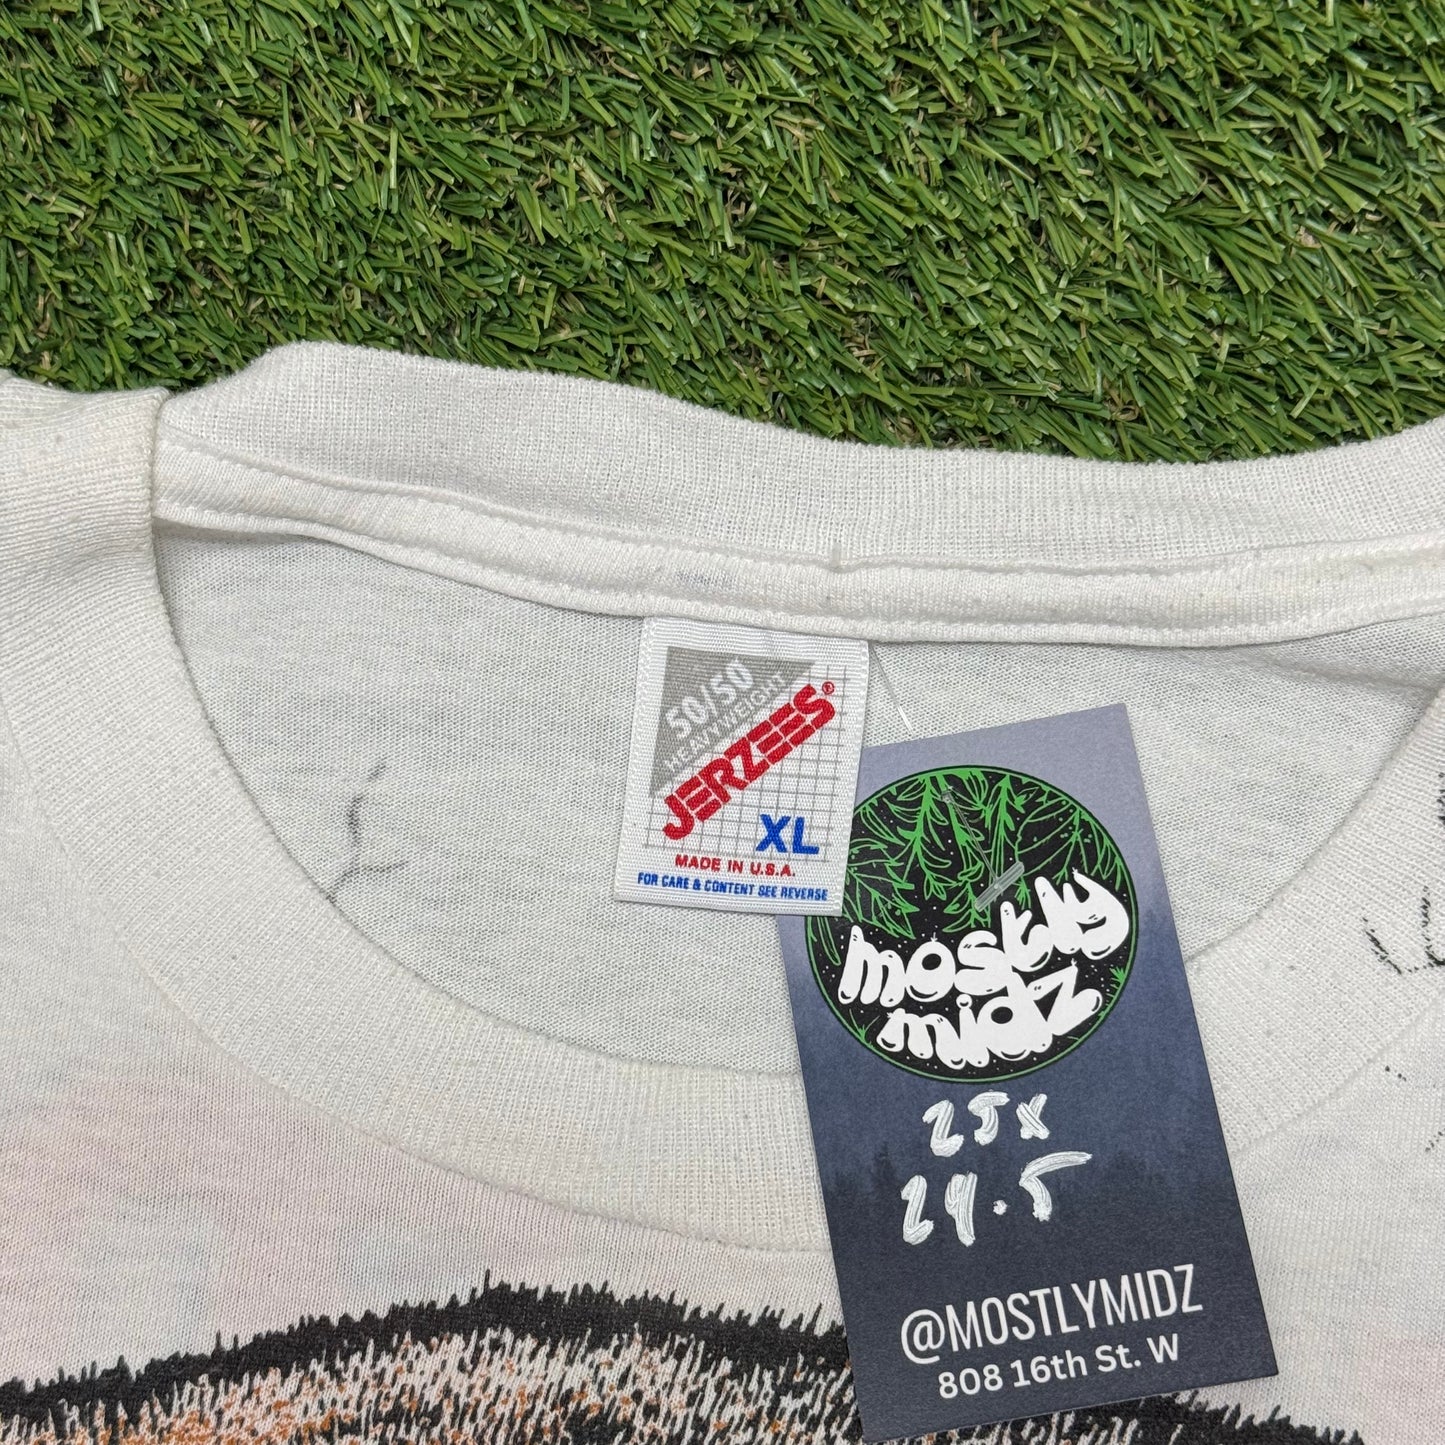 50/50
HEAVYWEIGHT
JERZEES®
XL
MADE IN U.S.A.
FOR CARE & CONTENT SEE REVERSE
mostly
midz
25x
24.5
@MOSTLYMIDZ
808 16th St. W